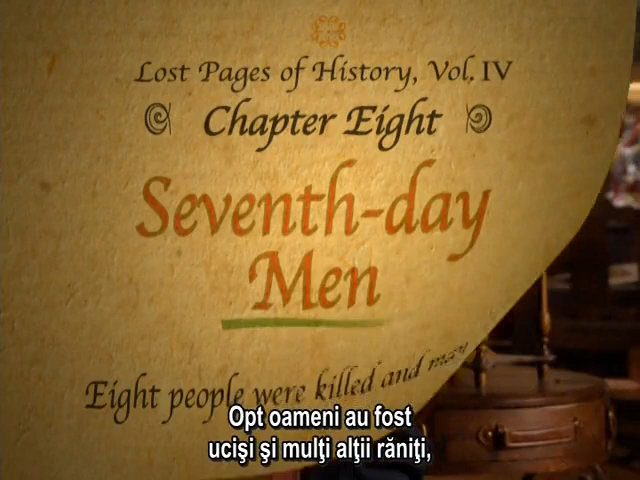 Lost Pages of History, Vol. IV
Chapter Eight
Seventh-day
Men
Eight people were killed and many
Opt oameni au fost
ucişi şi mulţi alţii răniţi,